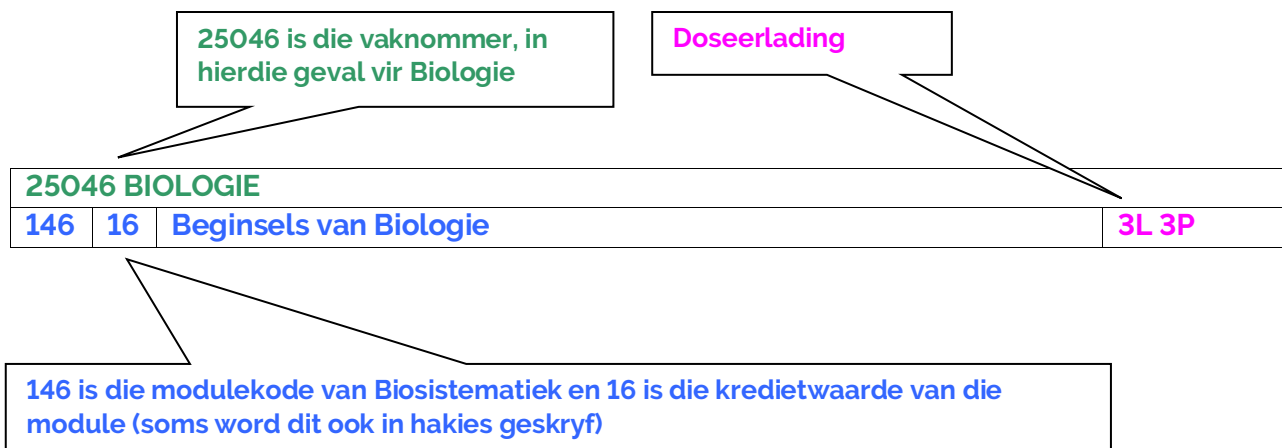 25046 is die vaknommer, in
hierdie geval vir Biologie
Doseerlading
25046 BIOLOGIE
146 16 Beginsels van Biologie 3L 3P
146 is die modulekode van Biosistematiek en 16 is die kredietwaarde van die
module (soms word dit ook in hakies geskryf)